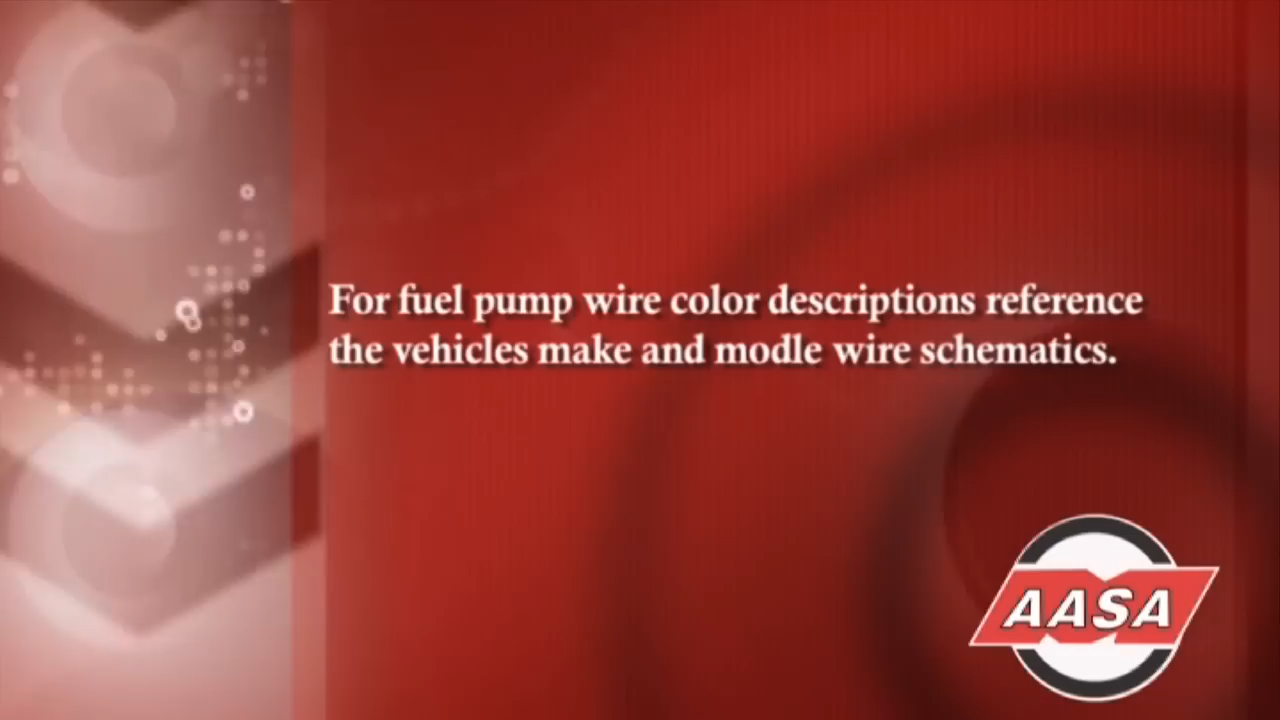 For fuel pump wire color descriptions reference
the vehicles make and modle wire schematics.
AASA